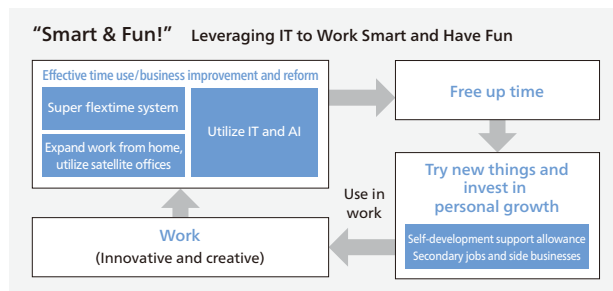 “Smart & Fun!” Leveraging IT to Work Smart and Have Fun
Effective time use/business improvement and reform
Super flextime system
Expand work from home,
utilize satellite offices
Utilize IT and AI
Free up time
Try new things and
invest in
personal growth
Self-development support allowance
Secondary jobs and side businesses
Use in
work
Work
(Innovative and creative)